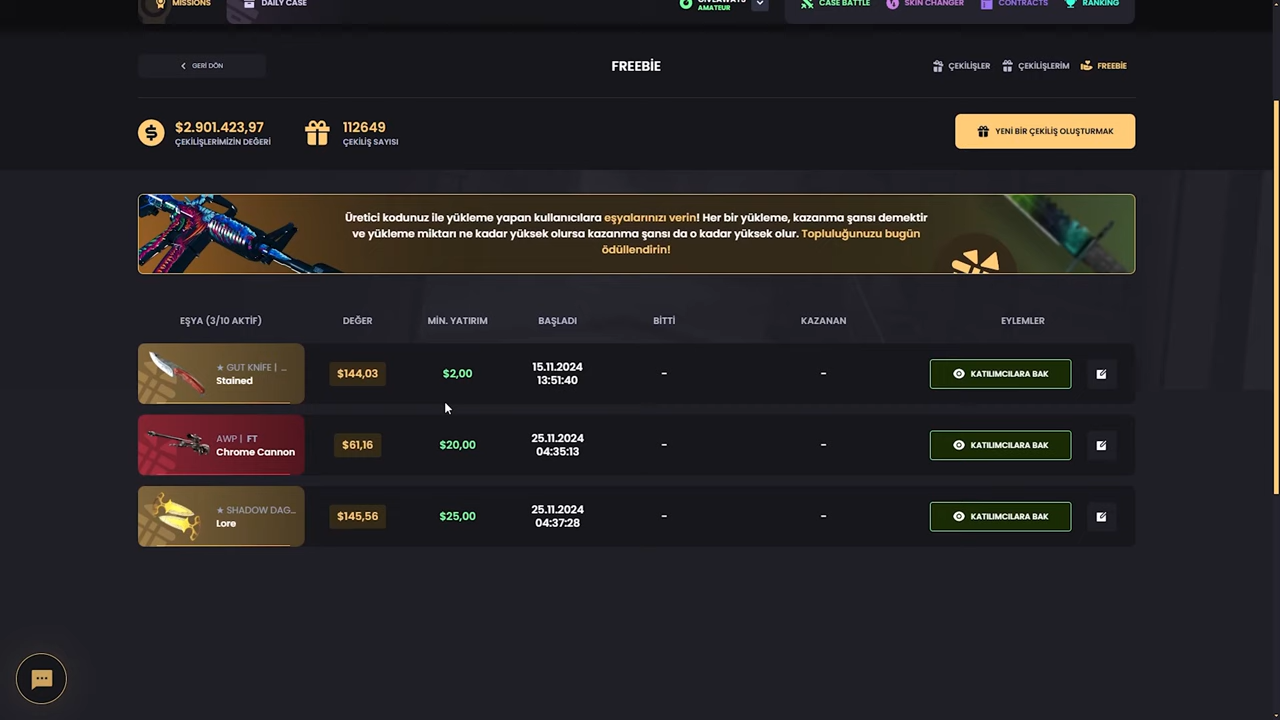 MISSIONS
DAILY CASE
GIVEAWAYS
AMATEUR
CASE BATTLE
SKIN CHANGER
CONTRACTS
RANKING
GERİ DÖN
FREEBİE
ÇEKİLİŞLER
ÇEKİLİŞLERİM
FREEBİE
$2.901.423,97
ÇEKİLİŞLERİMİZİN DEĞERİ
112649
ÇEKİLİŞ SAYISI
YENİ BİR ÇEKİLİŞ OLUŞTURMAK
Üretici kodunuz ile yükleme yapan kullanıcılara eşyalarınızı verin! Her bir yükleme, kazanma şansı demektir
ve yükleme miktarı ne kadar yüksek olursa kazanma şansı da o kadar yüksek olur. Topluluğunuzu bugün
ödüllendirin!
EŞYA (3/10 AKTİF)
DEĞER
MİN. YATIRIM
BAŞLADI
BİTTİ
KAZANAN
EYLEMLER
★ GUT KNİFE | ...
Stained
$144,03
$2,00
15.11.2024
13:51:40
-
-
KATILIMCILARA BAK
AWP | FT
Chrome Cannon
$61,16
$20,00
25.11.2024
04:35:13
-
-
KATILIMCILARA BAK
★ SHADOW DAG...
Lore
$145,56
$25,00
25.11.2024
04:37:28
-
-
KATILIMCILARA BAK